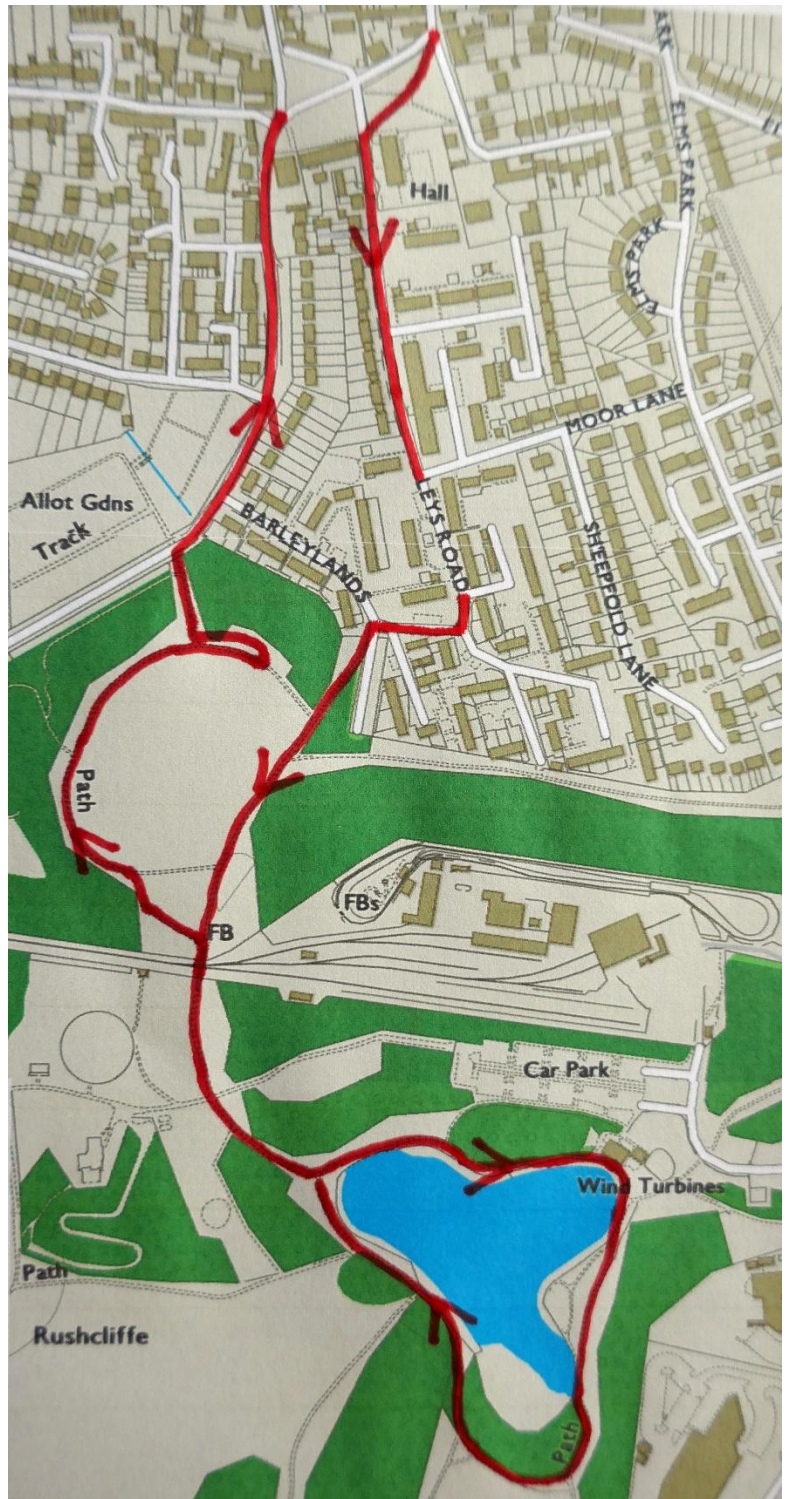 ARK
ELMS PARK
Hall
ELMS PARK
MOOR LANE
Allot Gdns
Track
BARLEYLANDS
LEYS ROAD
SHEEPFOLD LANE
Path
FBs
FB
Car Park
Wind Turbines
Path
Rushcliffe
Path